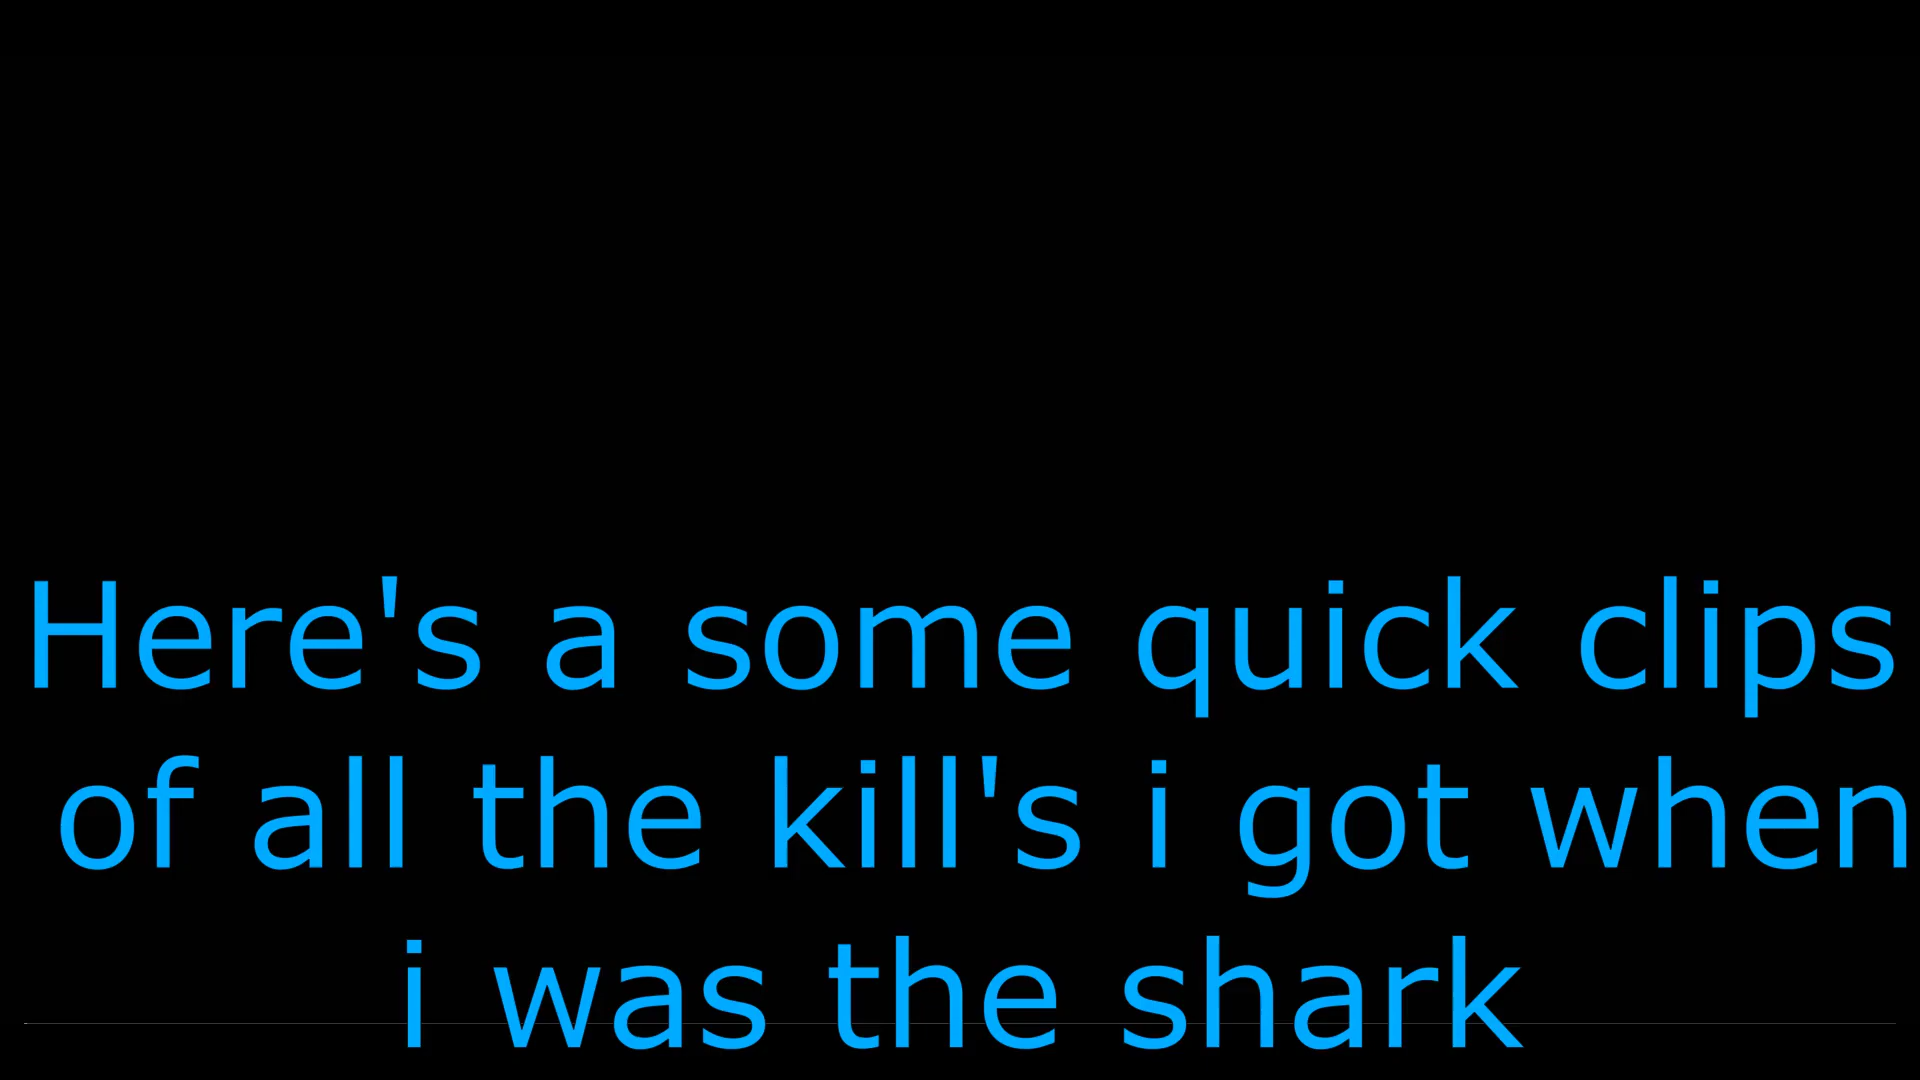 Here's a some quick clips
of all the kill's i got when
i was the shark